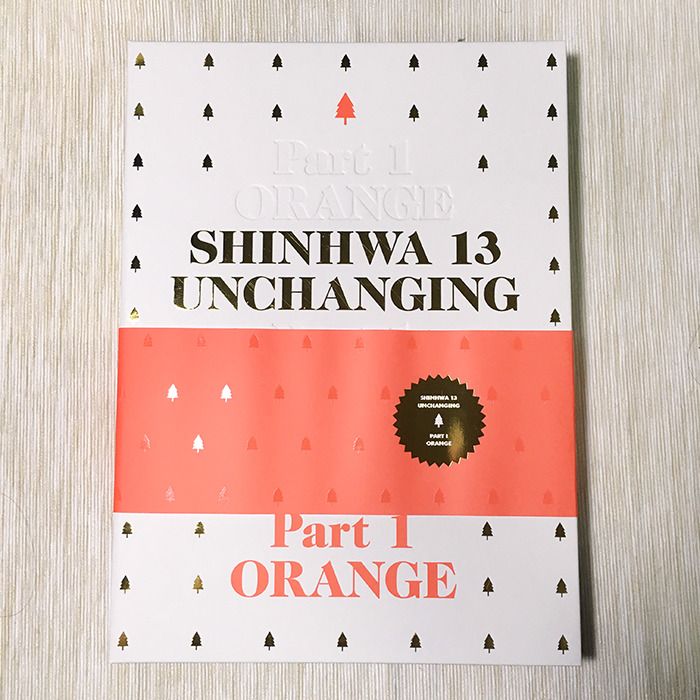 Part 1
ORANGE
SHINHWA 13
UNCHANGING
SHINHWA 13
UNCHANGING
PART 1
ORANGE
Part 1
ORANGE